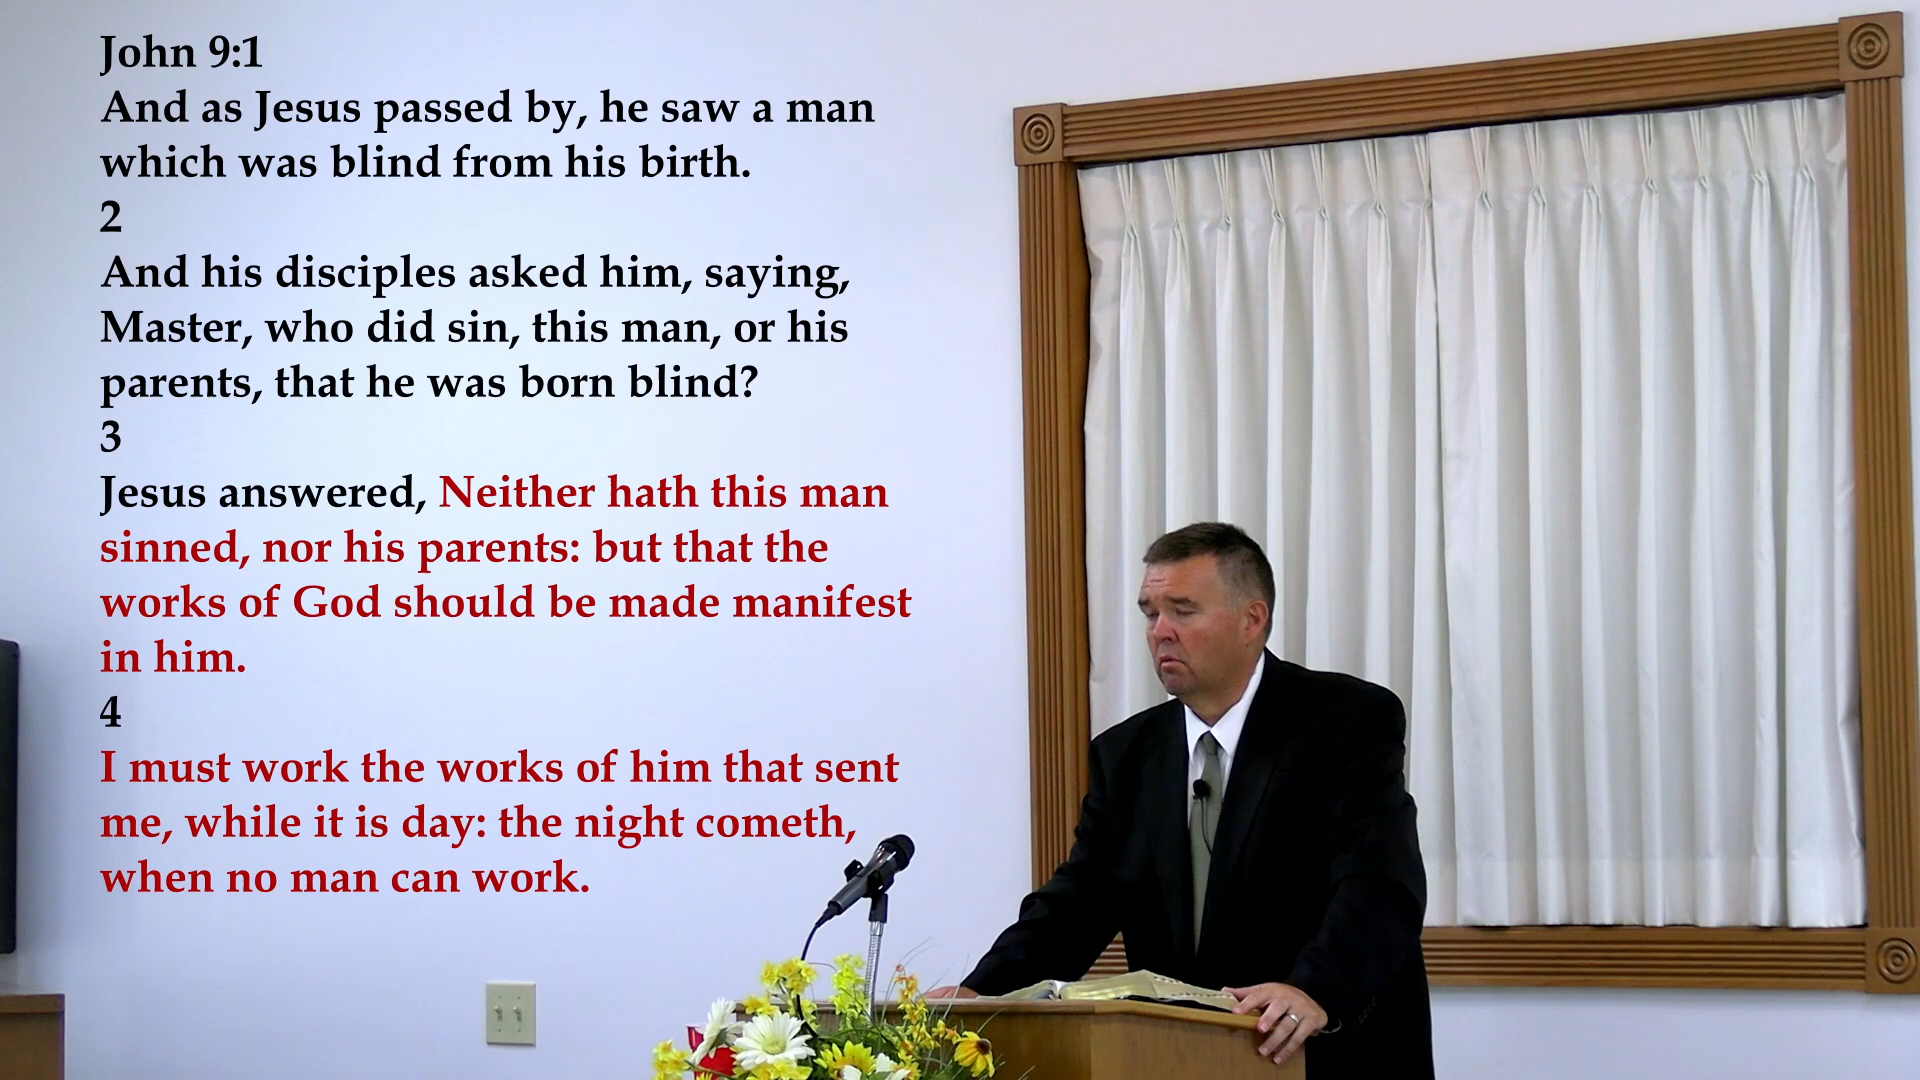 John 9:1
And as Jesus passed by, he saw a man
which was blind from his birth.
2
And his disciples asked him, saying,
Master, who did sin, this man, or his
parents, that he was born blind?
3
Jesus answered, Neither hath this man
sinned, nor his parents: but that the
works of God should be made manifest
in him.
4
I must work the works of him that sent
me, while it is day: the night cometh,
when no man can work.